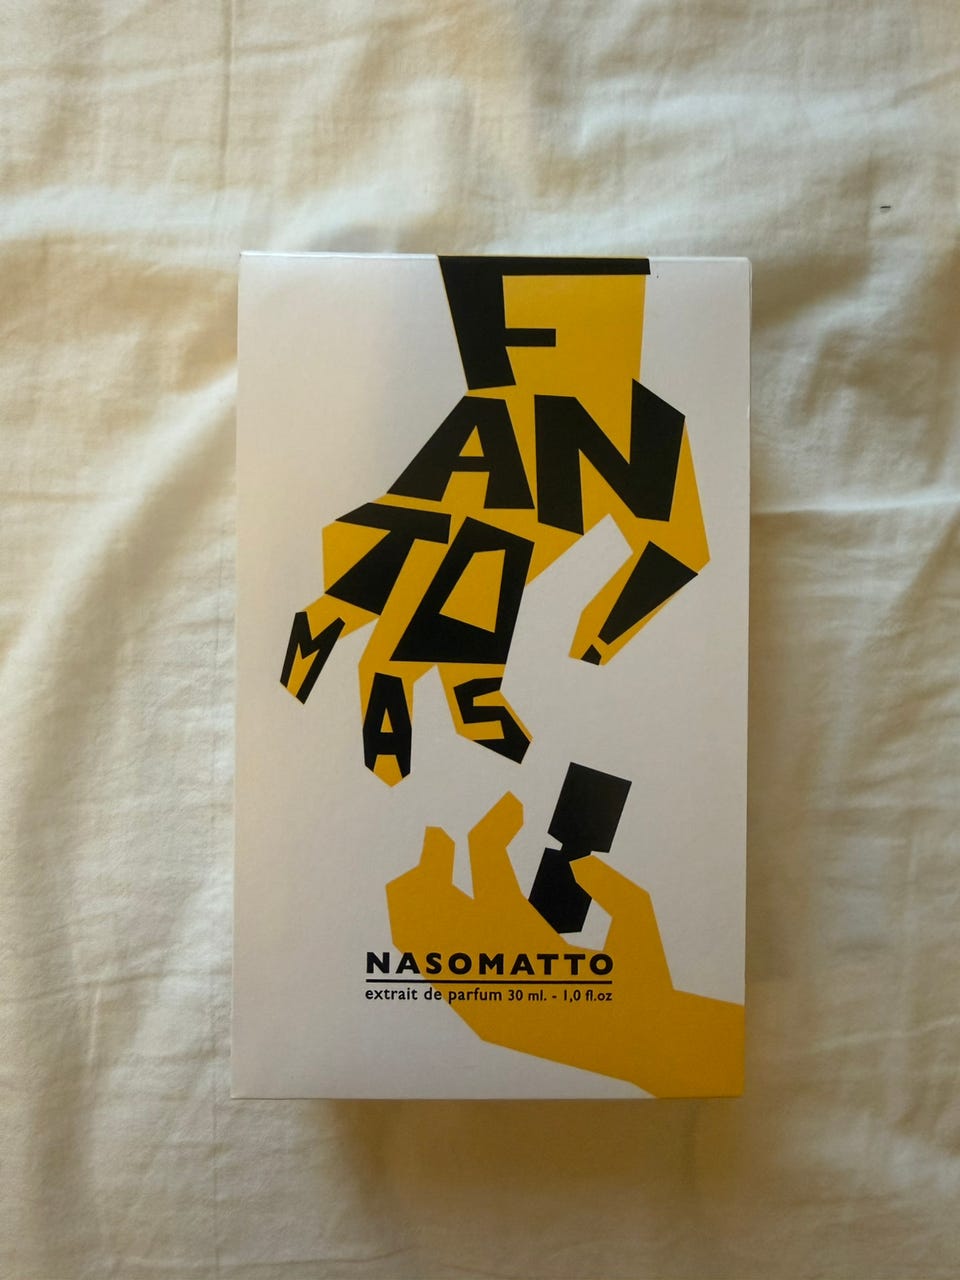 F
AN
TO!
MAS
NASOMATTO
extrait de parfum 30 ml. - 1,0 fl.oz